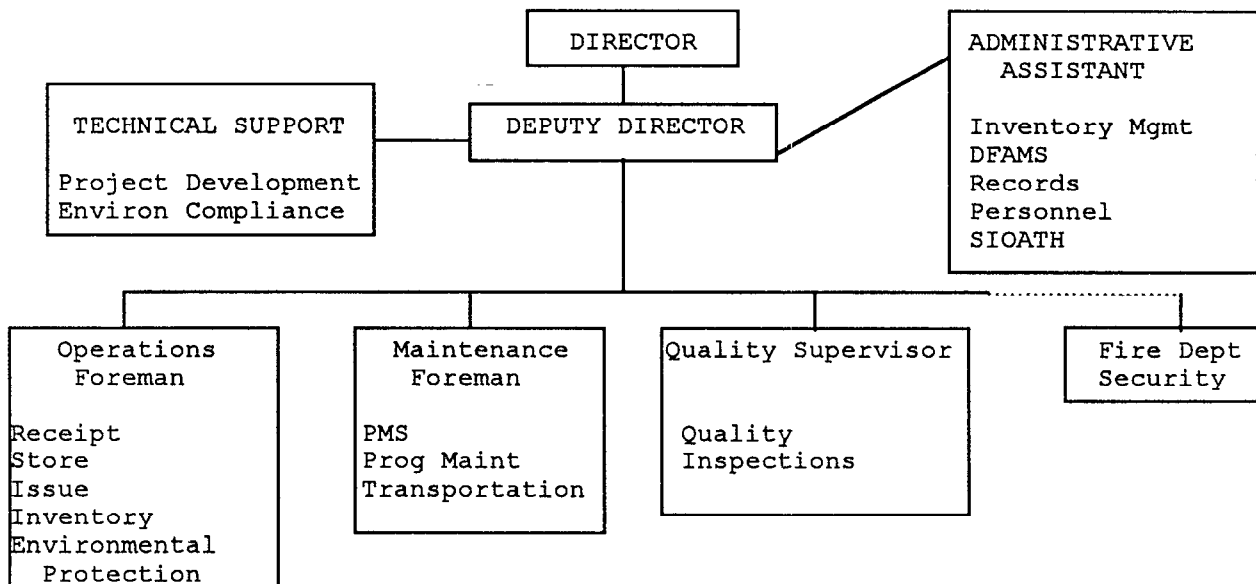 DIRECTOR
ADMINISTRATIVE
ASSISTANT
Inventory Mgmt
DFAMS
Records
Personnel
SIOATH
TECHNICAL SUPPORT
Project Development
Environ Compliance
DEPUTY DIRECTOR
Operations
Foreman
Receipt
Store
Issue
Inventory
Environmental
Protection
Maintenance
Foreman
PMS
Prog Maint
Transportation
Quality Supervisor
Quality
Inspections
Fire Dept
Security